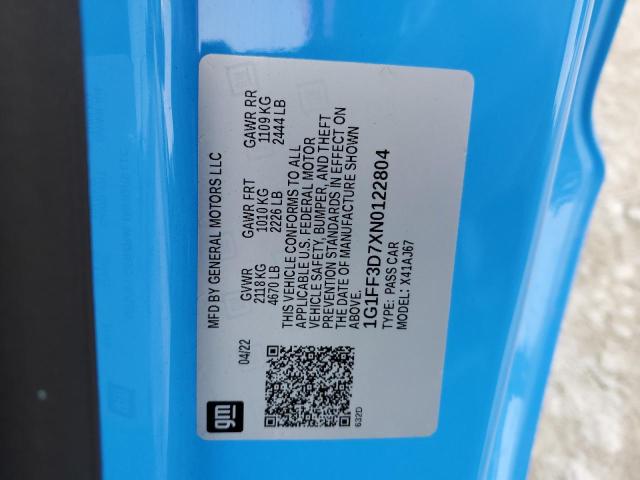 gm
MFD BY GENERAL MOTORS LLC
04/22
GVWR
2118 KG
4670 LB
GAWR FRT
1010 KG
2226 LB
GAWR RR
1109 KG
2444 LB
THIS VEHICLE CONFORMS TO ALL
APPLICABLE U.S. FEDERAL MOTOR
VEHICLE SAFETY, BUMPER, AND THEFT
PREVENTION STANDARDS IN EFFECT ON
THE DATE OF MANUFACTURE SHOWN
ABOVE.
1G1FF3D7XN0122804
TYPE: PASS CAR
MODEL: X41AJ67
632D